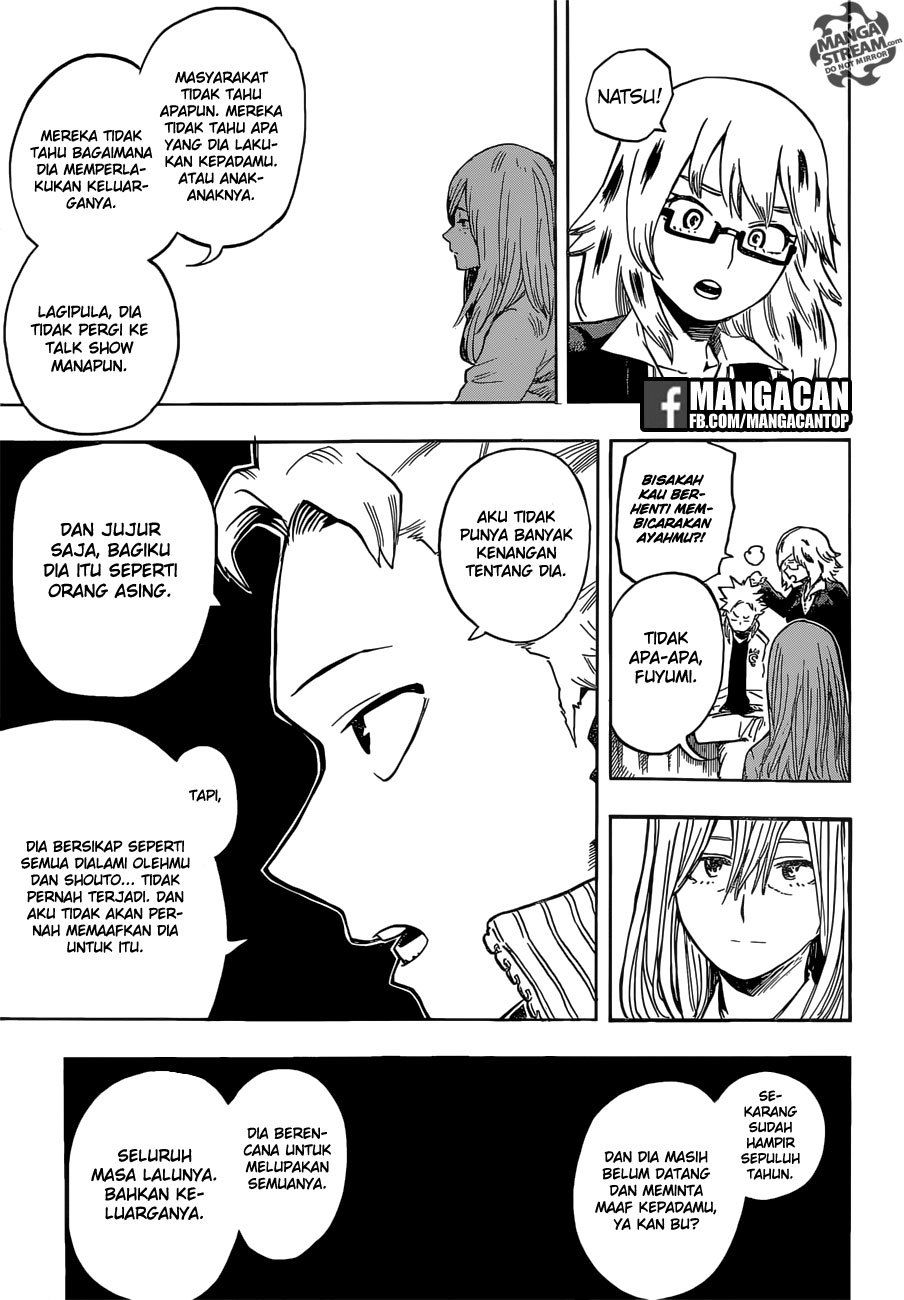 MANGA
STREAM.com
DO NOT MIRROR
NATSU!
MASYARAKAT
TIDAK TAHU
APAPUN. MEREKA
TIDAK TAHU APA
YANG DIA LAKU-
KAN KEPADAMU.
ATAU ANAK-
ANAKNYA.
MEREKA TIDAK
TAHU BAGAIMANA
DIA MEMPERLA-
KUKAN KELUAR-
GANYA.
LAGIPULA, DIA
TIDAK PERGI KE
TALK SHOW
MANAPUN.
f MANGACAN
FB.COM/MANGACANTOP
BISAKAH
KAU BER-
HENTI MEM-
BICARAKAN
AYAHMU?!
TIDAK
APA-APA,
FUYUMI.
AKU TIDAK
PUNYA BANYAK
KENANGAN
TENTANG DIA.
DAN JUJUR
SAJA, BAGIKU
DIA ITU SEPERTI
ORANG ASING.
TAPI,
DIA BERSIKAP SEPERTI
SEMUA DIALAMI OLEHMU
DAN SHOUTO... TIDAK
PERNAH TERJADI. DAN
AKU TIDAK AKAN PER-
NAH MEMAAFKAN DIA
UNTUK ITU.
SE-
KARANG
SUDAH
HAMPIR
SEPULUH
TAHUN.
DAN DIA MASIH
BELUM DATANG
DAN MEMINTA
MAAF KEPADAMU,
YA KAN BU?
DIA BEREN-
CANA UNTUK
MELUPAKAN
SEMUANYA.
SELURUH
MASA LALUNYA.
BAHKAN KE-
LUARGANYA.